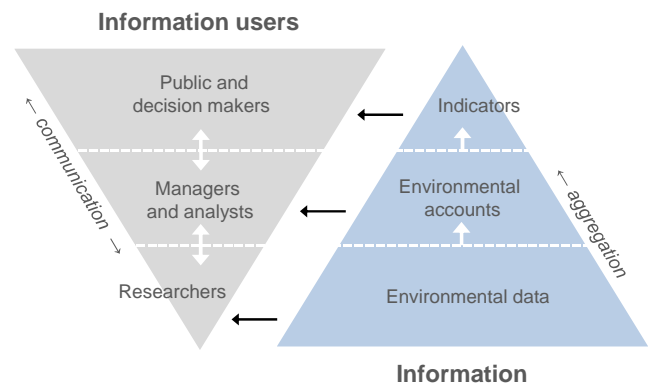 Information users
Public and
decision makers
Indicators
← communication →
Managers
and analysts
Environmental
accounts
← aggregation
Researchers
Environmental data
Information